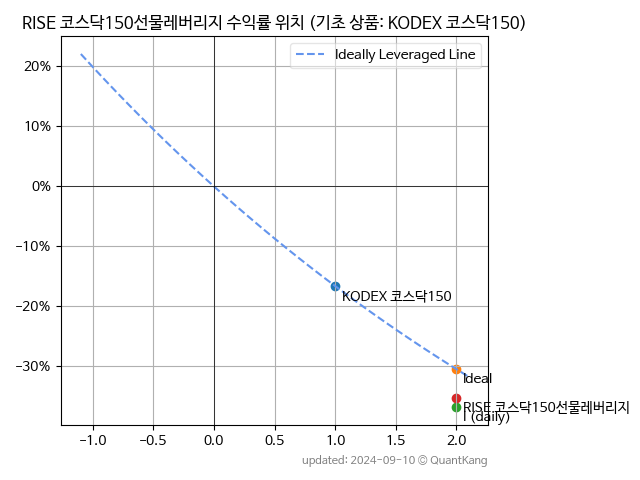 RISE 코스닥150선물레버리지 수익률 위치 (기초 상품: KODEX 코스닥150)
Ideally Leveraged Line
20%
10%
0%
−10%
−20%
−30%
KODEX 코스닥150
Ideal
RISE 코스닥150선물레버리지
(daily)
−1.0 −0.5 0.0 0.5 1.0 1.5 2.0
updated: 2024-09-10 © QuantKang